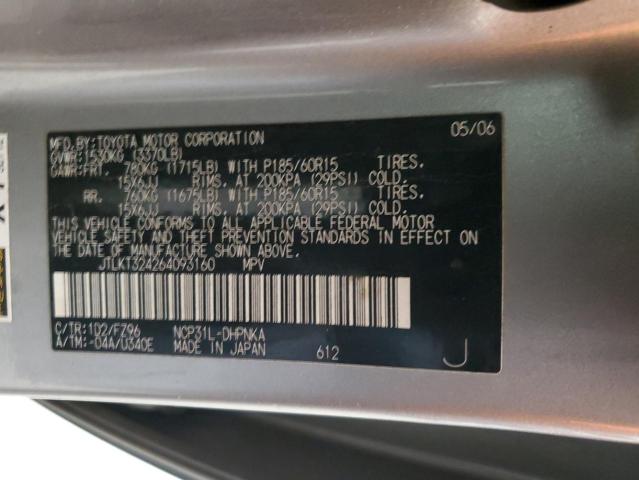 MFD.BY:TOYOTA MOTOR CORPORATION 05/06
GVWR:1530KG (3370LB)
GAWR:FRT. 780KG (1715LB) WITH P185/60R15 TIRES.
15X6JJ RIMS, AT 200KPA (29PSI) COLD.
RR. 760KG (1675LB) WITH P185/60R15 TIRES.
15X6JJ RIMS, AT 200KPA (29PSI) COLD.
THIS VEHICLE CONFORMS TO ALL APPLICABLE FEDERAL MOTOR
VEHICLE SAFETY AND THEFT PREVENTION STANDARDS IN EFFECT ON
THE DATE OF MANUFACTURE SHOWN ABOVE.
JTLKT324264093160 MPV
C/TR:1D2/FZ96 NCP31L-DHPNKA
A/TM:-04A/U340E MADE IN JAPAN 612 J